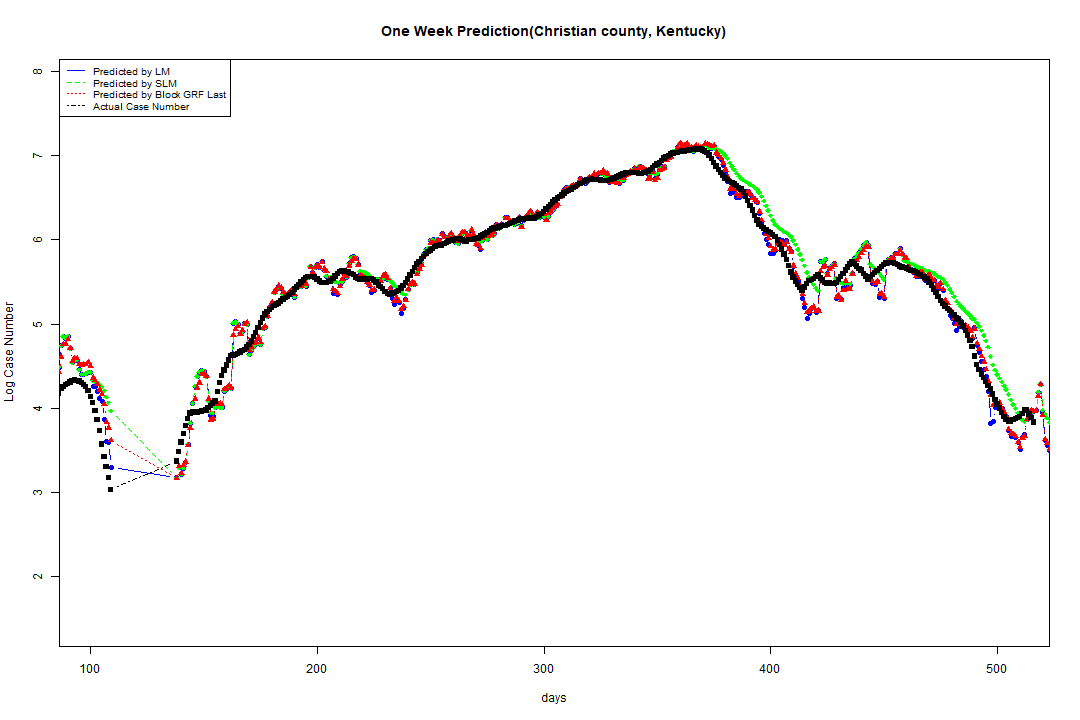 One Week Prediction(Christian county, Kentucky)
Predicted by LM
Predicted by SLM
Predicted by Block GRF Last
Actual Case Number
8
7
6
5
4
3
2
Log Case Number
100 200 300 400 500
days